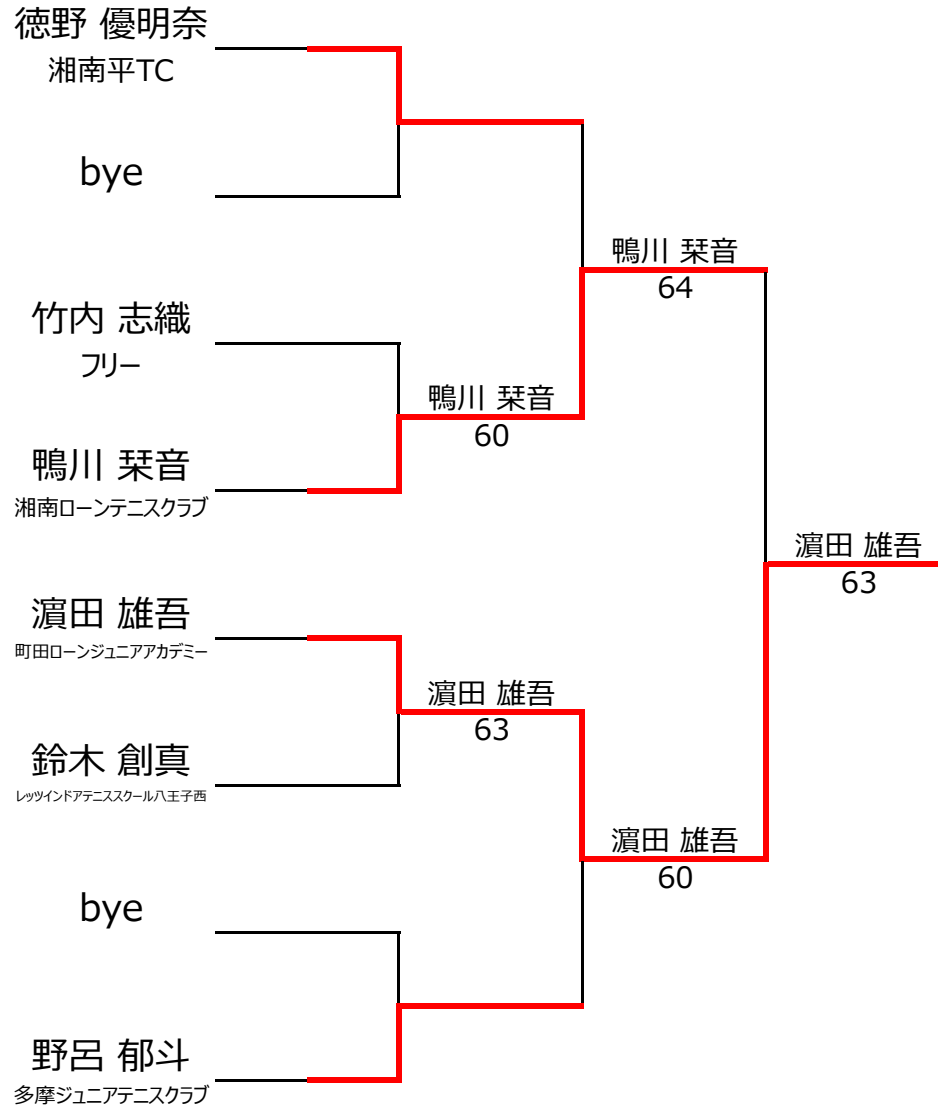 徳野 優明奈
湘南平TC
bye
竹内 志織
フリー
鴨川 栞音
湘南ローンテニスクラブ
濵田 雄吾
町田ローンジュニアアカデミー
鈴木 創真
レッツインドアテニススクール八王子西
bye
野呂 郁斗
多摩ジュニアテニスクラブ
鴨川 栞音
60
濵田 雄吾
63
鴨川 栞音
64
濵田 雄吾
60
濵田 雄吾
63